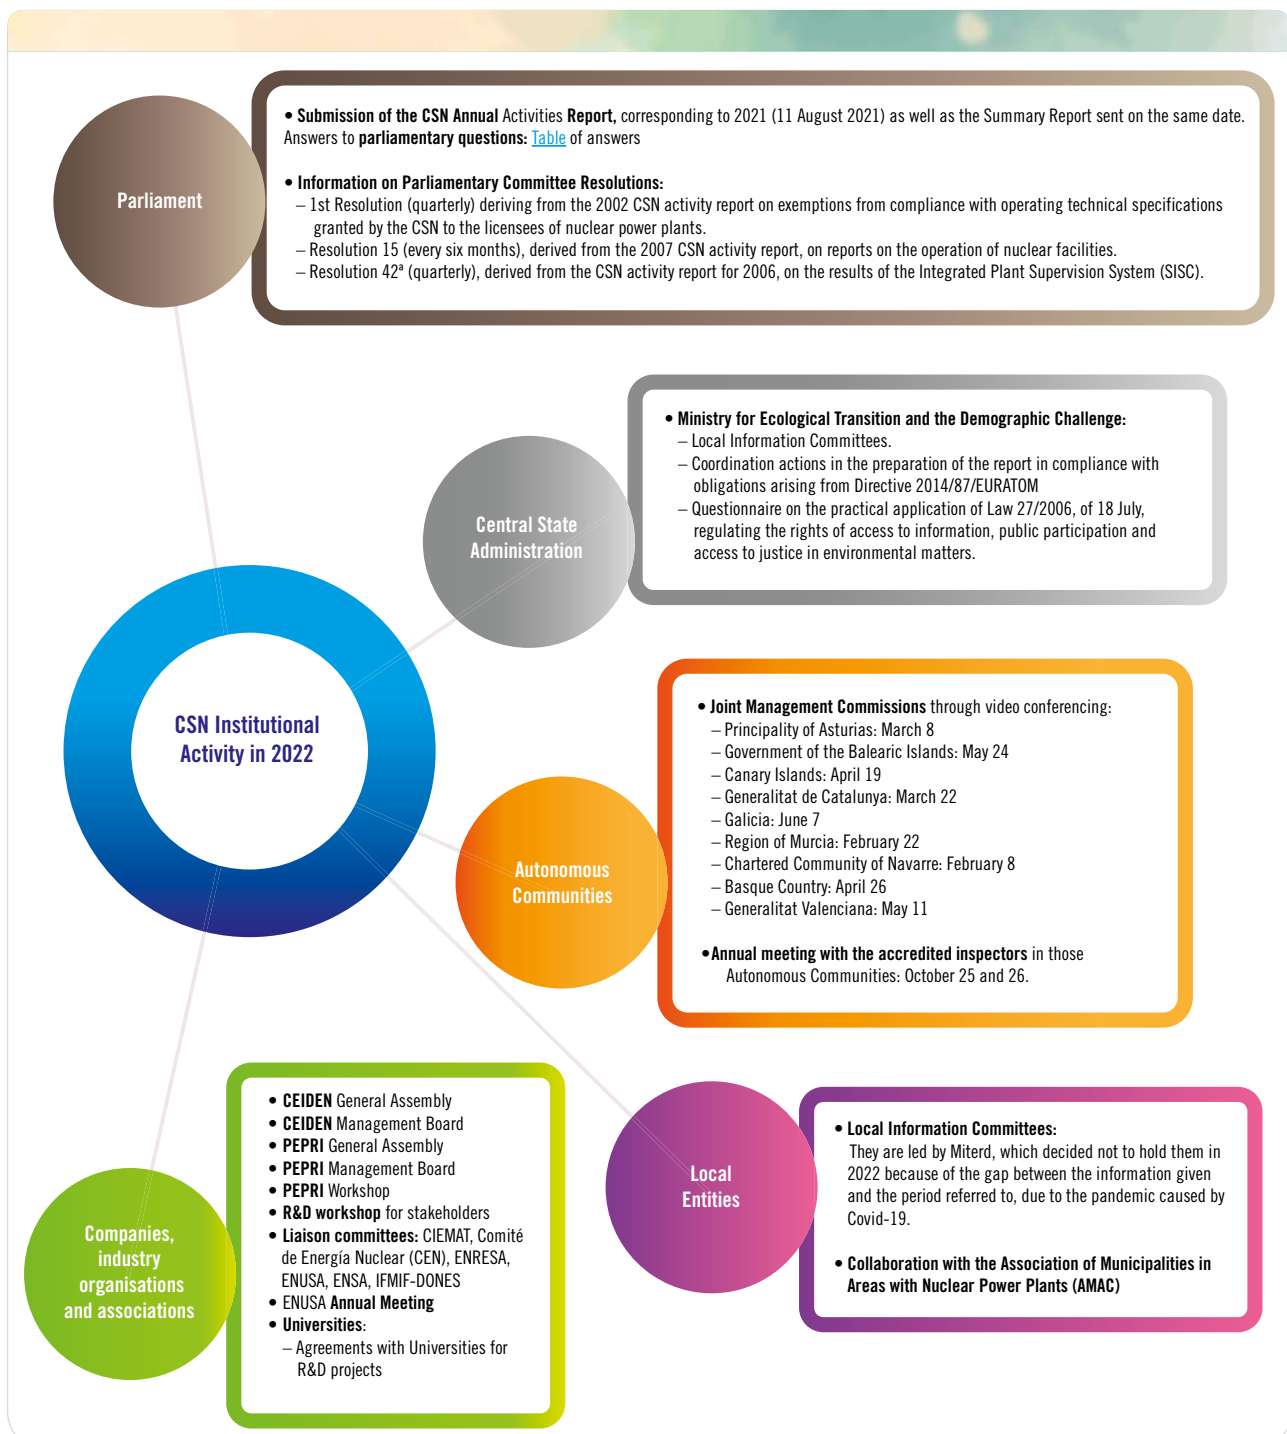 Parliament
• Submission of the CSN Annual Activities Report, corresponding to 2021 (11 August 2021) as well as the Summary Report sent on the same date.
Answers to parliamentary questions: Table of answers
• Information on Parliamentary Committee Resolutions:
– 1st Resolution (quarterly) deriving from the 2002 CSN activity report on exemptions from compliance with operating technical specifications
granted by the CSN to the licensees of nuclear power plants.
– Resolution 15 (every six months), derived from the 2007 CSN activity report, on reports on the operation of nuclear facilities.
– Resolution 42ª (quarterly), derived from the CSN activity report for 2006, on the results of the Integrated Plant Supervision System (SISC).
Central State
Administration
• Ministry for Ecological Transition and the Demographic Challenge:
– Local Information Committees.
– Coordination actions in the preparation of the report in compliance with
obligations arising from Directive 2014/87/EURATOM
– Questionnaire on the practical application of Law 27/2006, of 18 July,
regulating the rights of access to information, public participation and
access to justice in environmental matters.
CSN Institutional
Activity in 2022
Autonomous
Communities
• Joint Management Commissions through video conferencing:
– Principality of Asturias: March 8
– Government of the Balearic Islands: May 24
– Canary Islands: April 19
– Generalitat de Catalunya: March 22
– Galicia: June 7
– Region of Murcia: February 22
– Chartered Community of Navarre: February 8
– Basque Country: April 26
– Generalitat Valenciana: May 11
•Annual meeting with the accredited inspectors in those
Autonomous Communities: October 25 and 26.
Companies,
industry
organisations
and associations
• CEIDEN General Assembly
• CEIDEN Management Board
• PEPRI General Assembly
• PEPRI Management Board
• PEPRI Workshop
• R&D workshop for stakeholders
• Liaison committees: CIEMAT, Comité
de Energía Nuclear (CEN), ENRESA,
ENUSA, ENSA, IFMIF-DONES
• ENUSA Annual Meeting
• Universities:
– Agreements with Universities for
R&D projects
Local
Entities
• Local Information Committees:
They are led by Miterd, which decided not to hold them in
2022 because of the gap between the information given
and the period referred to, due to the pandemic caused by
Covid-19.
• Collaboration with the Association of Municipalities in
Areas with Nuclear Power Plants (AMAC)